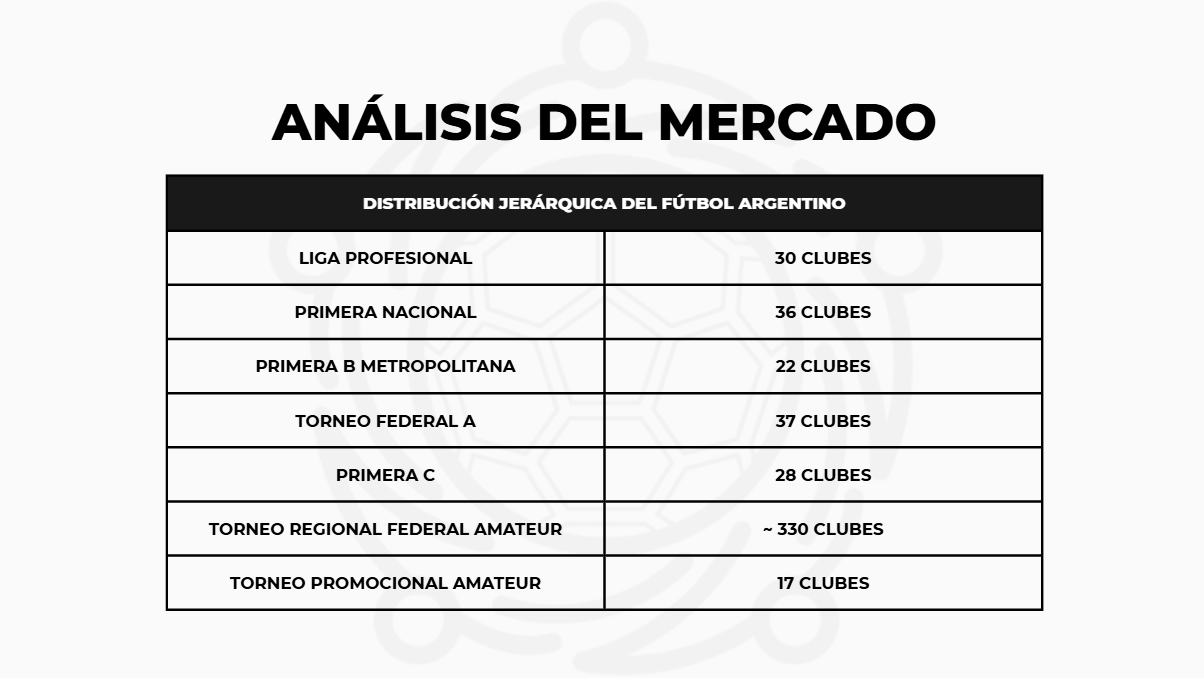 ANÁLISIS DEL MERCADO
DISTRIBUCIÓN JERÁRQUICA DEL FÚTBOL ARGENTINO
LIGA PROFESIONAL 30 CLUBES
PRIMERA NACIONAL 36 CLUBES
PRIMERA B METROPOLITANA 22 CLUBES
TORNEO FEDERAL A 37 CLUBES
PRIMERA C 28 CLUBES
TORNEO REGIONAL FEDERAL AMATEUR ~ 330 CLUBES
TORNEO PROMOCIONAL AMATEUR 17 CLUBES